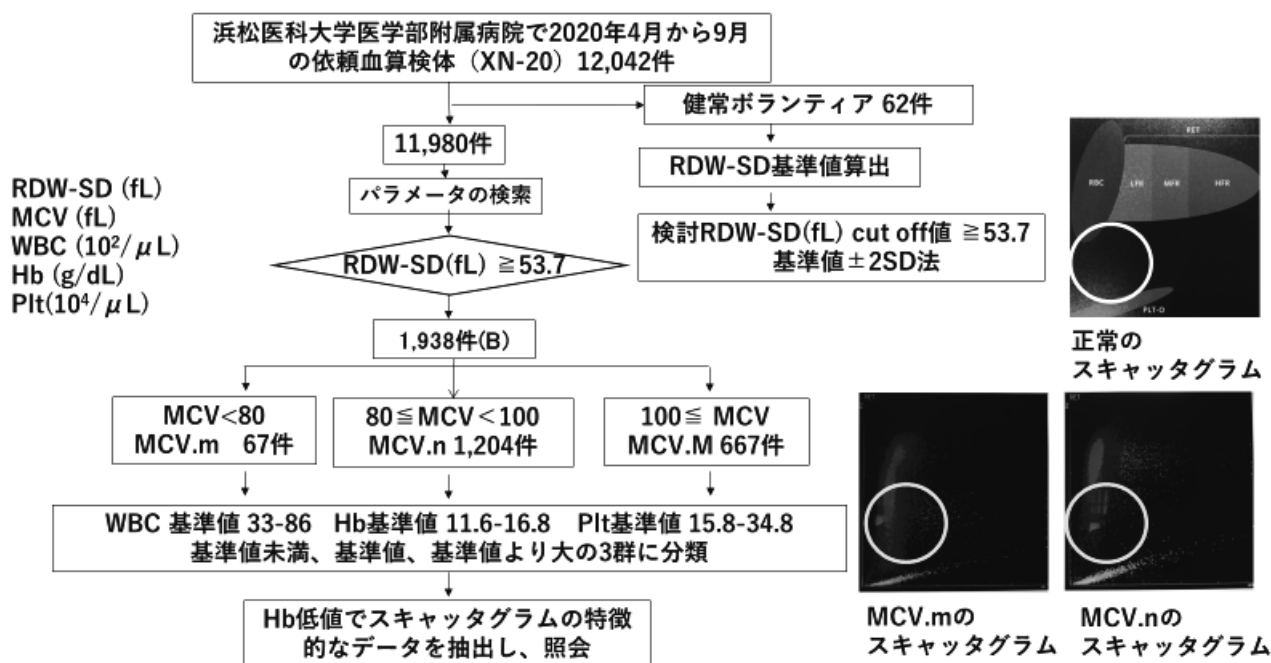 浜松医科大学医学部附属病院で2020年4月から9月
の依頼血算検体（XN-20）12,042件
健常ボランティア 62件
11,980件
RDW-SD基準値算出
パラメータの検索
RDW-SD (fL)
MCV (fL)
WBC (10²/μL)
Hb (g/dL)
Plt(10⁴/μL)
検討RDW-SD(fL) cut off値 ≧53.7
基準値±2SD法
RDW-SD(fL) ≧53.7
1,938件(B)
MCV<80
MCV.m 67件
80≦MCV<100
MCV.n 1,204件
100≦ MCV
MCV.M 667件
WBC 基準値 33-86 Hb基準値 11.6-16.8 Plt基準値 15.8-34.8
基準値未満、基準値、基準値より大の3群に分類
Hb低値でスキャッタグラムの特徴
的なデータを抽出し、照会
RET
RBC LFR MFR HFR
PLT-O
正常の
スキャッタグラム
RET
RET
MCV.mの
スキャッタグラム
MCV.nの
スキャッタグラム